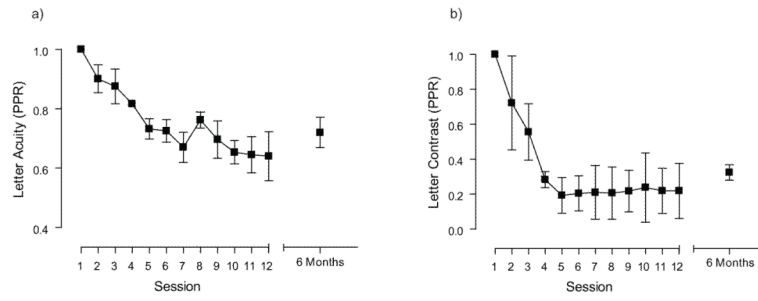 a)
Letter Acuity (PPR)
1.0
0.8
0.6
0.4
1 2 3 4 5 6 7 8 9 10 11 12
6 Months
Session
b)
Letter Contrast (PPR)
1.0
0.8
0.6
0.4
0.2
0.0
1 2 3 4 5 6 7 8 9 10 11 12
6 Months
Session